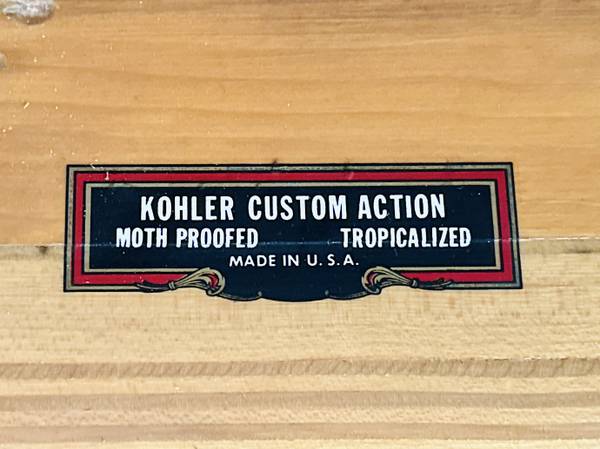 KOHLER CUSTOM ACTION
MOTH PROOFED TROPICALIZED
MADE IN U.S.A.